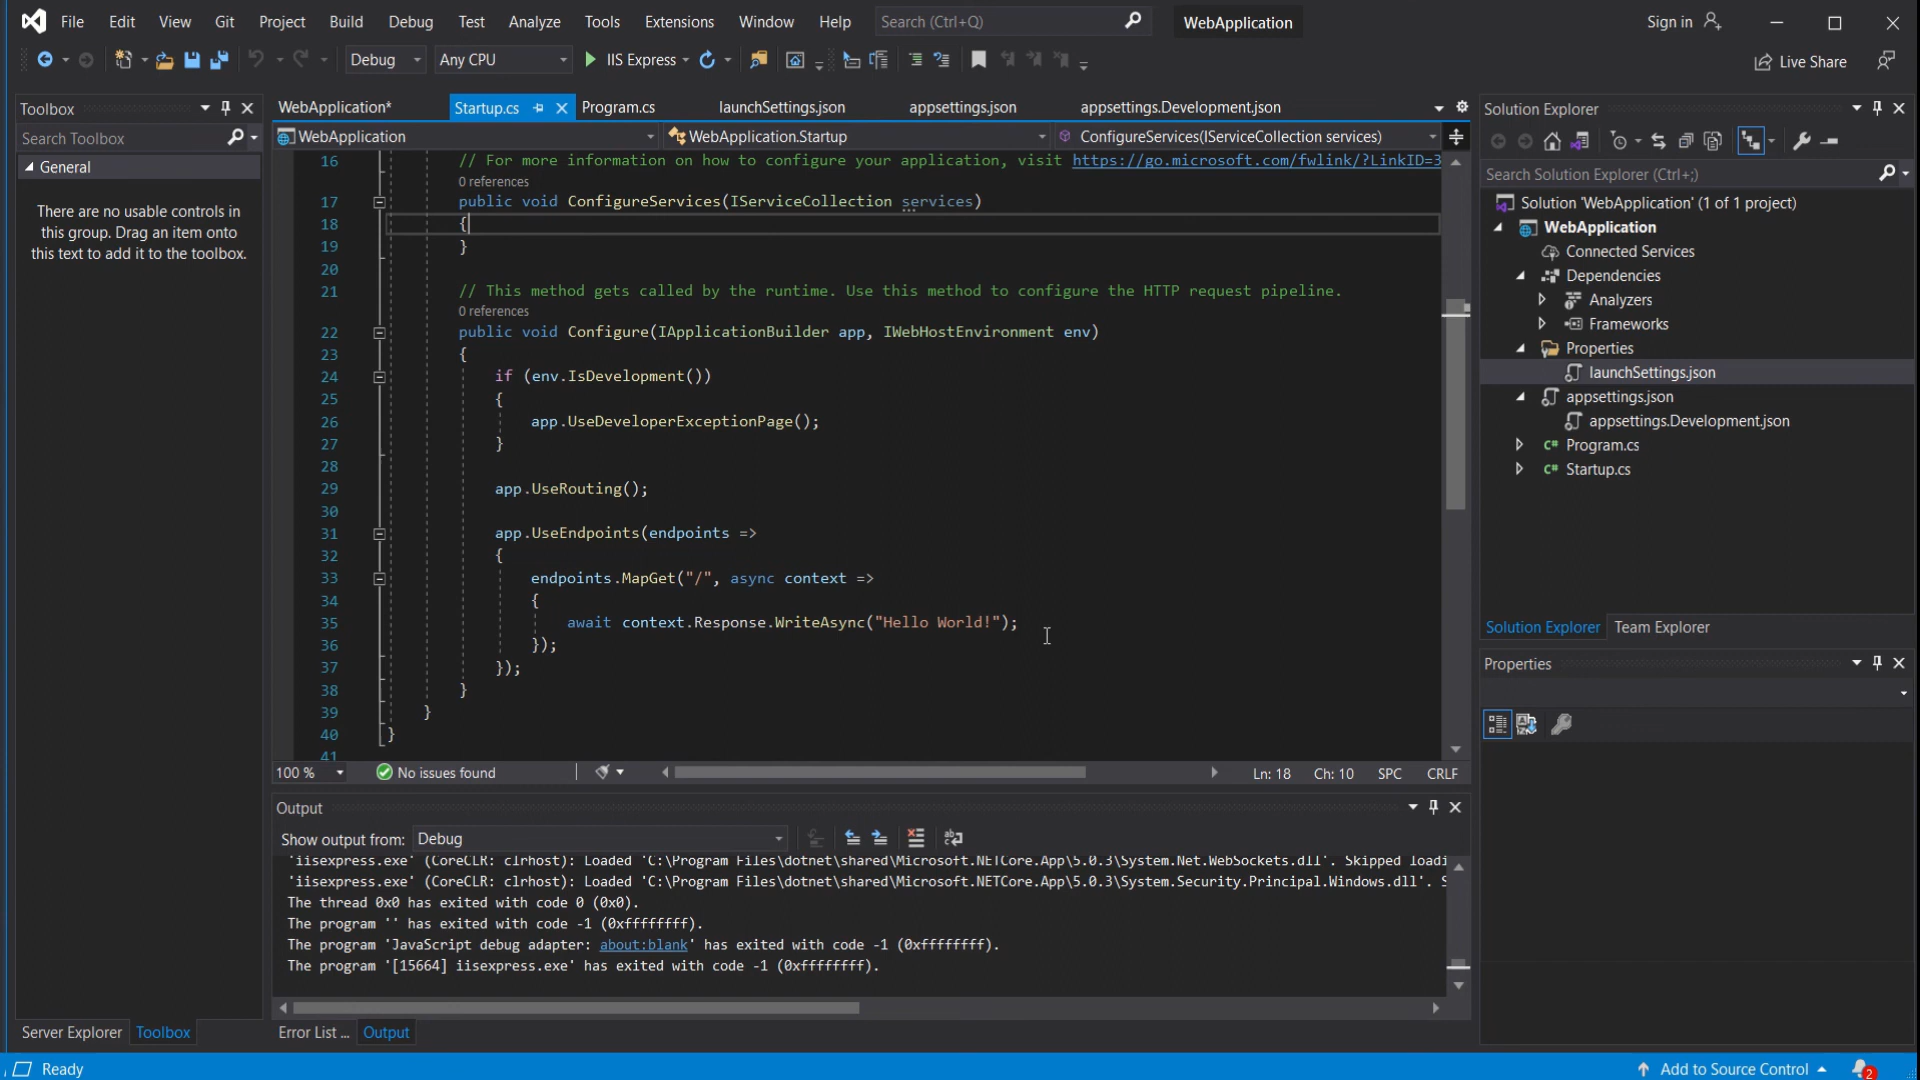 File Edit View Git Project Build Debug Test Tools Extensions Window Help Search (Ctrl+Q) WebApplication Sign in
Debug Any CPU IIS Express Live Share
Toolbox
Search Toolbox
General
There are no usable controls in
this group. Drag an item onto
this text to add it to the toolbox.
Server Explorer Toolbox
WebApplication* Startup.cs Program.cs launchSettings.json appsettings.json appsettings.Development.json
WebApplication WebApplication.Startup ConfigureServices(IServiceCollection services)
16 // For more information on how to configure your application, visit https://go.microsoft.com/fwlink/?LinkID=3
0 references
17 public void ConfigureServices(IServiceCollection services)
18 {
19 }
20
21 // This method gets called by the runtime. Use this method to configure the HTTP request pipeline.
0 references
22 public void Configure(IApplicationBuilder app, IWebHostEnvironment env)
23 {
24 if (env.IsDevelopment())
25 {
26 app.UseDeveloperExceptionPage();
27 }
28
29 app.UseRouting();
30
31 app.UseEndpoints(endpoints =>
32 {
33 endpoints.MapGet("/", async context =>
34 {
35 await context.Response.WriteAsync("Hello World!");
36 });
37 });
38 }
39 }
40 }
41
100 % No issues found Ln: 18 Ch: 10 SPC CRLF
Output
Show output from: Debug
'iisexpress.exe' (CoreCLR: clrhost): Loaded 'C:\Program Files\dotnet\shared\Microsoft.NETCore.App\5.0.3\System.Net.WebSockets.dll'. Skipped loadi
'iisexpress.exe' (CoreCLR: clrhost): Loaded 'C:\Program Files\dotnet\shared\Microsoft.NETCore.App\5.0.3\System.Security.Principal.Windows.dll'. S
The thread 0x0 has exited with code 0 (0x0).
The program '' has exited with code -1 (0xffffffff).
The program 'JavaScript debug adapter: about:blank' has exited with code -1 (0xffffffff).
The program '[15664] iisexpress.exe' has exited with code -1 (0xffffffff).
Error List ... Output
Solution Explorer
Search Solution Explorer (Ctrl+;)
Solution 'WebApplication' (1 of 1 project)
WebApplication
Connected Services
Dependencies
Analyzers
Frameworks
Properties
launchSettings.json
appsettings.json
appsettings.Development.json
C# Program.cs
C# Startup.cs
Solution Explorer Team Explorer
Properties
Ready Add to Source Control 2